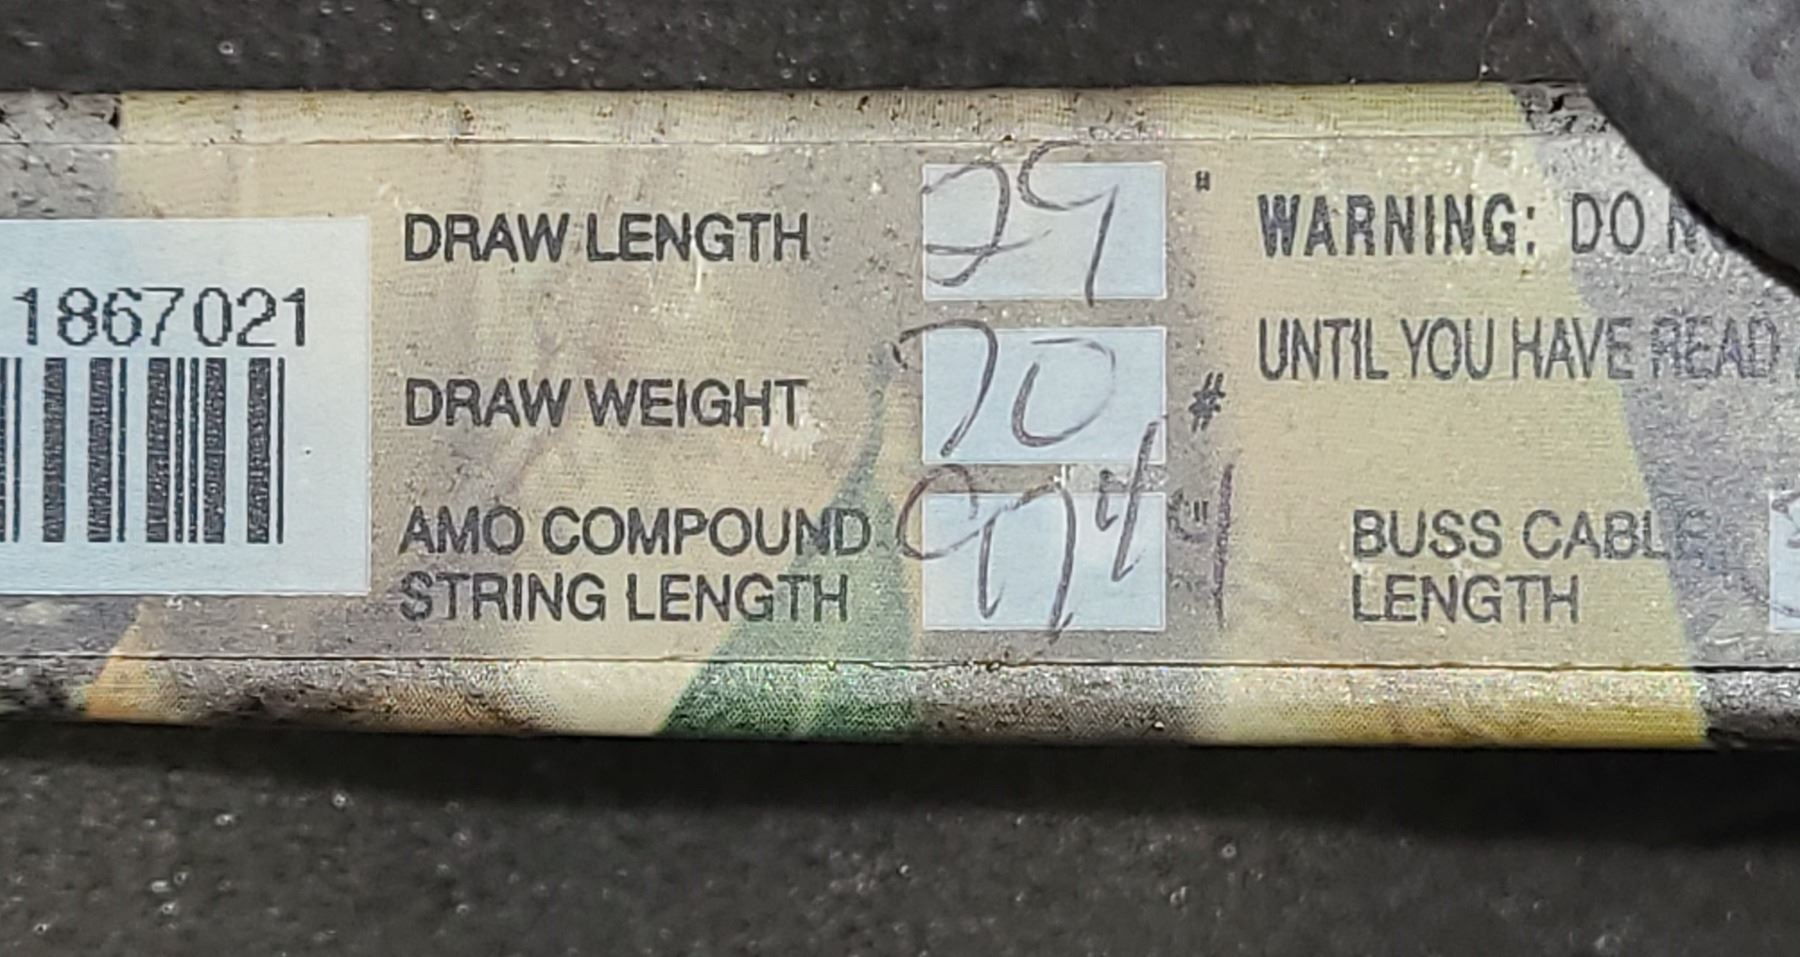 1867021
DRAW LENGTH 29 "
DRAW WEIGHT 70 #
AMO COMPOUND
STRING LENGTH "
WARNING: DO
UNTIL YOU HAVE READ
BUSS CABLE
LENGTH